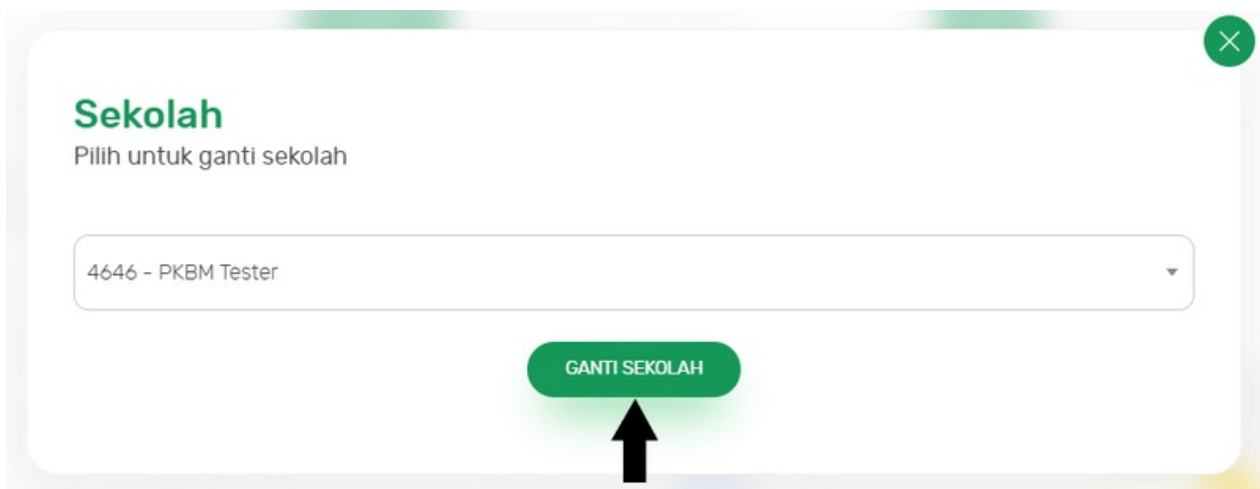 Sekolah
Pilih untuk ganti sekolah
4646 - PKBM Tester
GANTI SEKOLAH